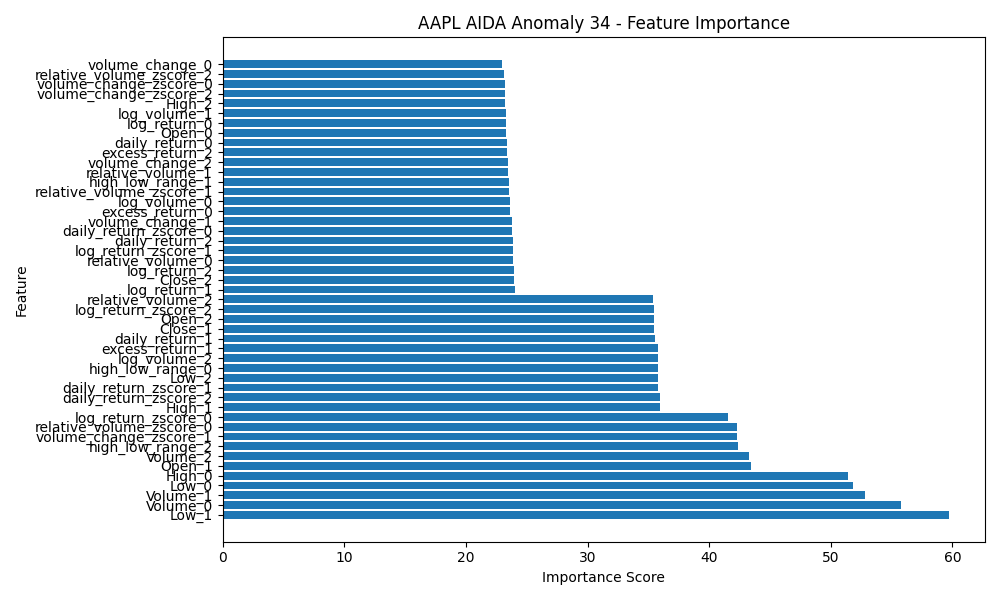 AAPL AIDA Anomaly 34 - Feature Importance
volume_change_0
relative_volume_zscore_2
volume_change_zscore_0
volume_change_zscore_2
High_2
log_volume_1
log_return_0
Open_0
daily_return_0
excess_return_2
volume_change_2
relative_volume_1
high_low_range_1
relative_volume_zscore_1
log_volume_0
excess_return_0
volume_change_1
daily_return_zscore_0
daily_return_2
log_return_zscore_1
relative_volume_0
log_return_2
Close_2
log_return_1
relative_volume_2
log_return_zscore_2
Open_2
Close_1
daily_return_1
excess_return_1
log_volume_2
high_low_range_0
Low_2
daily_return_zscore_1
daily_return_zscore_2
High_1
log_return_zscore_0
relative_volume_zscore_0
volume_change_zscore_1
high_low_range_2
Volume_2
Open_1
High_0
Low_0
Volume_1
Volume_0
Low_1
Feature
0 10 20 30 40 50 60
Importance Score